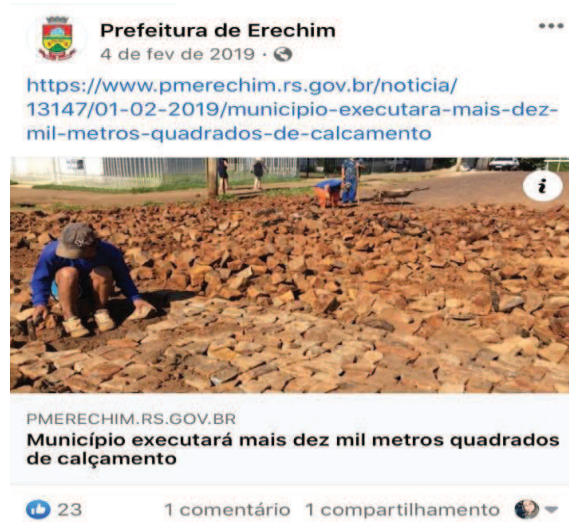 Prefeitura de Erechim
4 de fev de 2019 ·
https://www.pmerechim.rs.gov.br/noticia/
13147/01-02-2019/municipio-executara-mais-dez-
mil-metros-quadrados-de-calcamento
i
PMERECHIM.RS.GOV.BR
Município executará mais dez mil metros quadrados
de calçamento
23 1 comentário 1 compartilhamento